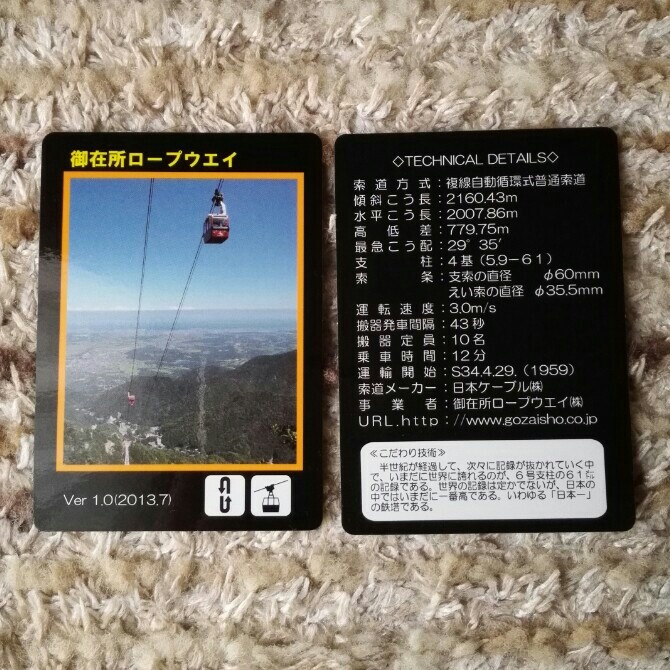 御在所ロープウエイ
Ver 1.0(2013.7)
◇TECHNICAL DETAILS◇
索道方式：複線自動循環式普通索道
傾斜こう長：2160.43m
水平こう長：2007.86m
高低差：779.75m
最急こう配：29°35′
支柱：4基(5.9−61)
索条：支索の直径 φ60mm
えい索の直径 φ35.5mm
運転速度：3.0m/s
搬器発車間隔：43秒
搬器定員：10名
乗車時間：12分
運輸開始：S34.4.29.(1959)
索道メーカー：日本ケーブル㈱
事業者：御在所ロープウエイ㈱
URL.http：//www.gozaisho.co.jp
≪こだわり技術≫
半世紀が経過して、次々に記録が抜かれていく中
で、いまだに世界に誇れるのが、６号支柱の６１㍍
の記録である。世界の記録は定かでないが、日本の
中ではいまだに一番高である。いわゆる「日本一」
の鉄塔である。